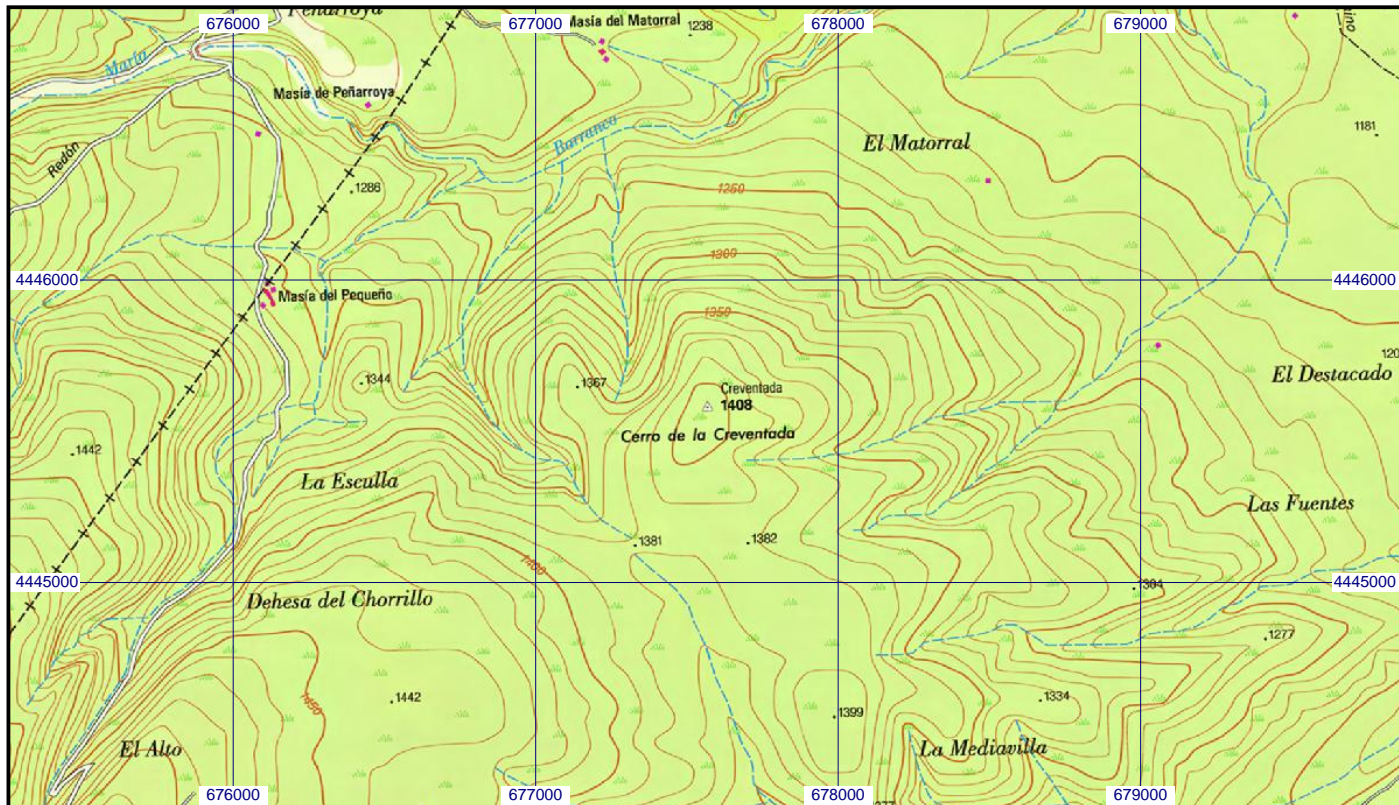 Peñarroya
676000
677000
Masía del Matorral
1238
678000
679000
María
Masía de Peñarroya
Barranco
El Matorral
1181
Redón
1286
1250
1300
4446000
4446000
Masía del Pequeño
1350
1344
1367
Creventada
1408
El Destacado
Cerro de la Creventada
1442
La Esculla
Las Fuentes
1381
1382
1400
4445000
4445000
1304
Dehesa del Chorrillo
1277
1450
1442
1334
1399
El Alto
La Mediavilla
676000
677000
678000
679000